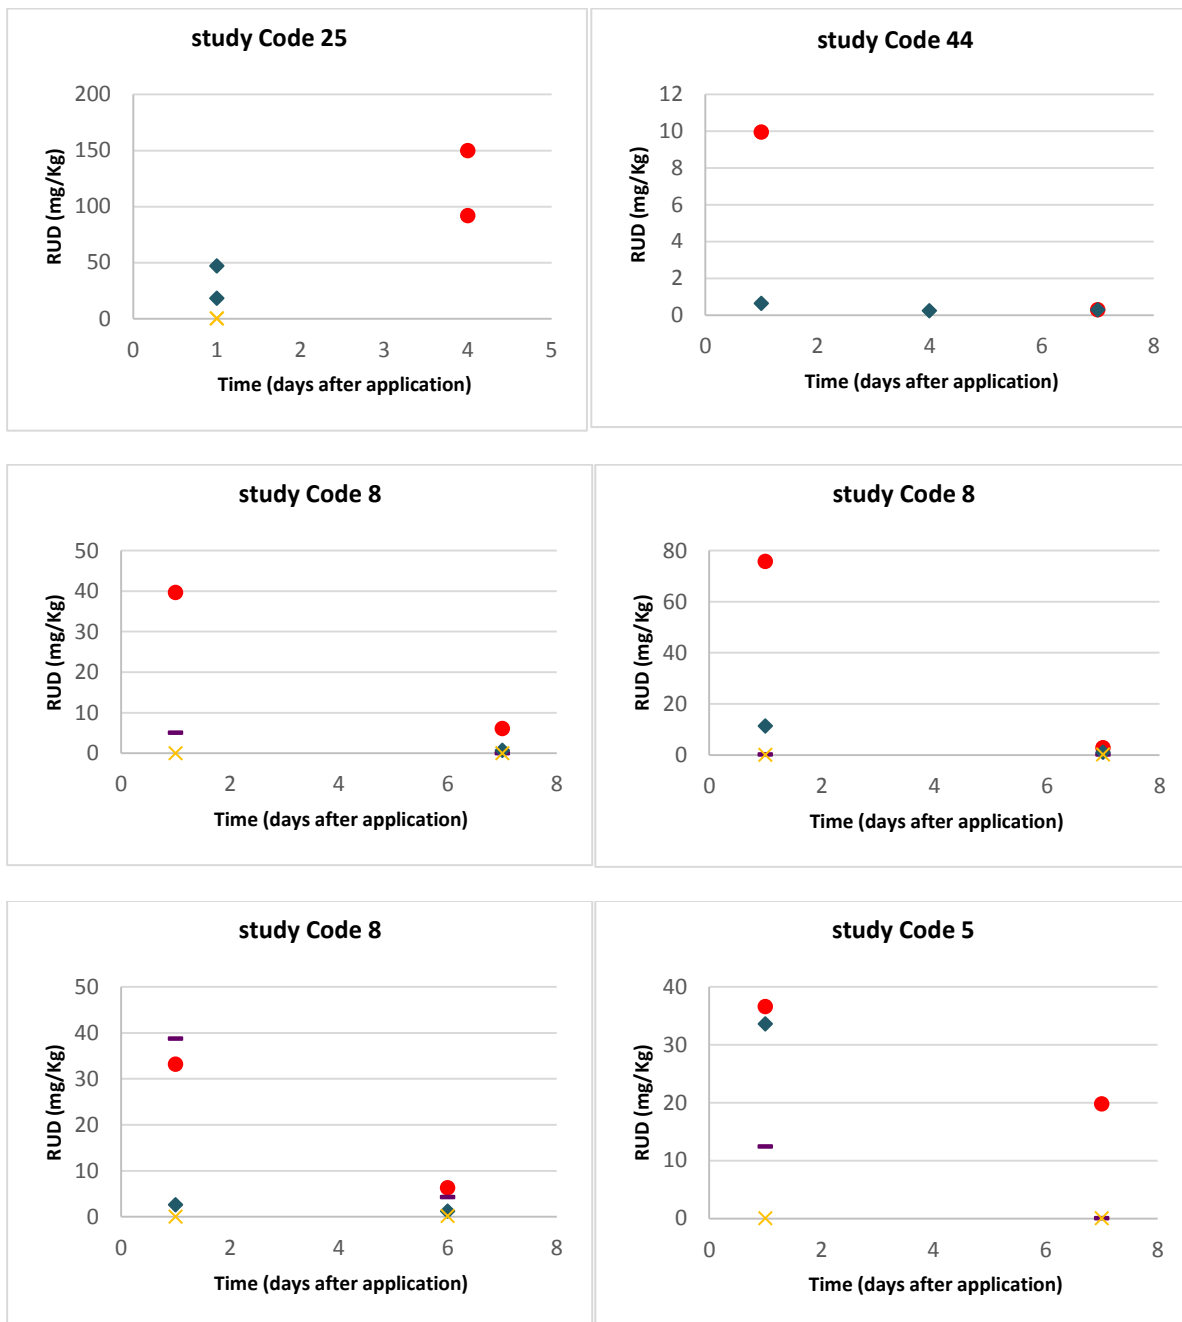 study Code 25
200
150
100
50
0
RUD (mg/Kg)
0 1 2 3 4 5
Time (days after application)
study Code 44
12
10
8
6
4
2
0
RUD (mg/Kg)
0 2 4 6 8
Time (days after application)
study Code 8
50
40
30
20
10
0
RUD (mg/Kg)
0 2 4 6 8
Time (days after application)
study Code 8
80
60
40
20
0
RUD (mg/Kg)
0 2 4 6 8
Time (days after application)
study Code 8
50
40
30
20
10
0
RUD (mg/Kg)
0 2 4 6 8
Time (days after application)
study Code 5
40
30
20
10
0
RUD (mg/Kg)
0 2 4 6 8
Time (days after application)